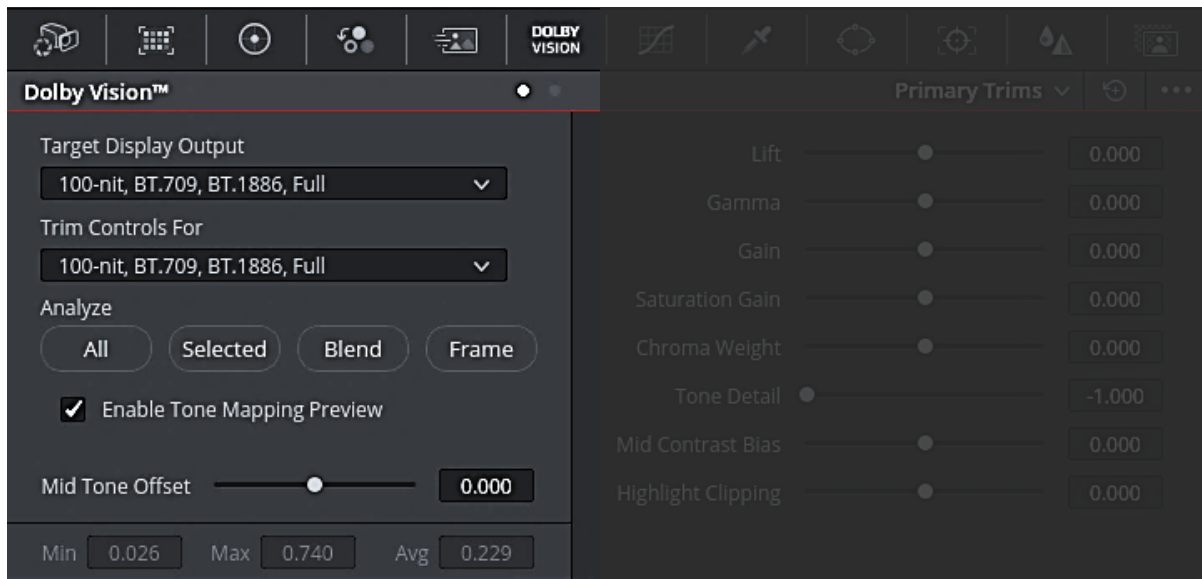 DOLBY
VISION
Dolby Vision™
Primary Trims
Target Display Output
100-nit, BT.709, BT.1886, Full
Trim Controls For
100-nit, BT.709, BT.1886, Full
Analyze
All Selected Blend Frame
Enable Tone Mapping Preview
Mid Tone Offset 0.000
Min 0.026 Max 0.740 Avg 0.229
Lift 0.000
Gamma 0.000
Gain 0.000
Saturation Gain 0.000
Chroma Weight 0.000
Tone Detail -1.000
Mid Contrast Bias 0.000
Highlight Clipping 0.000